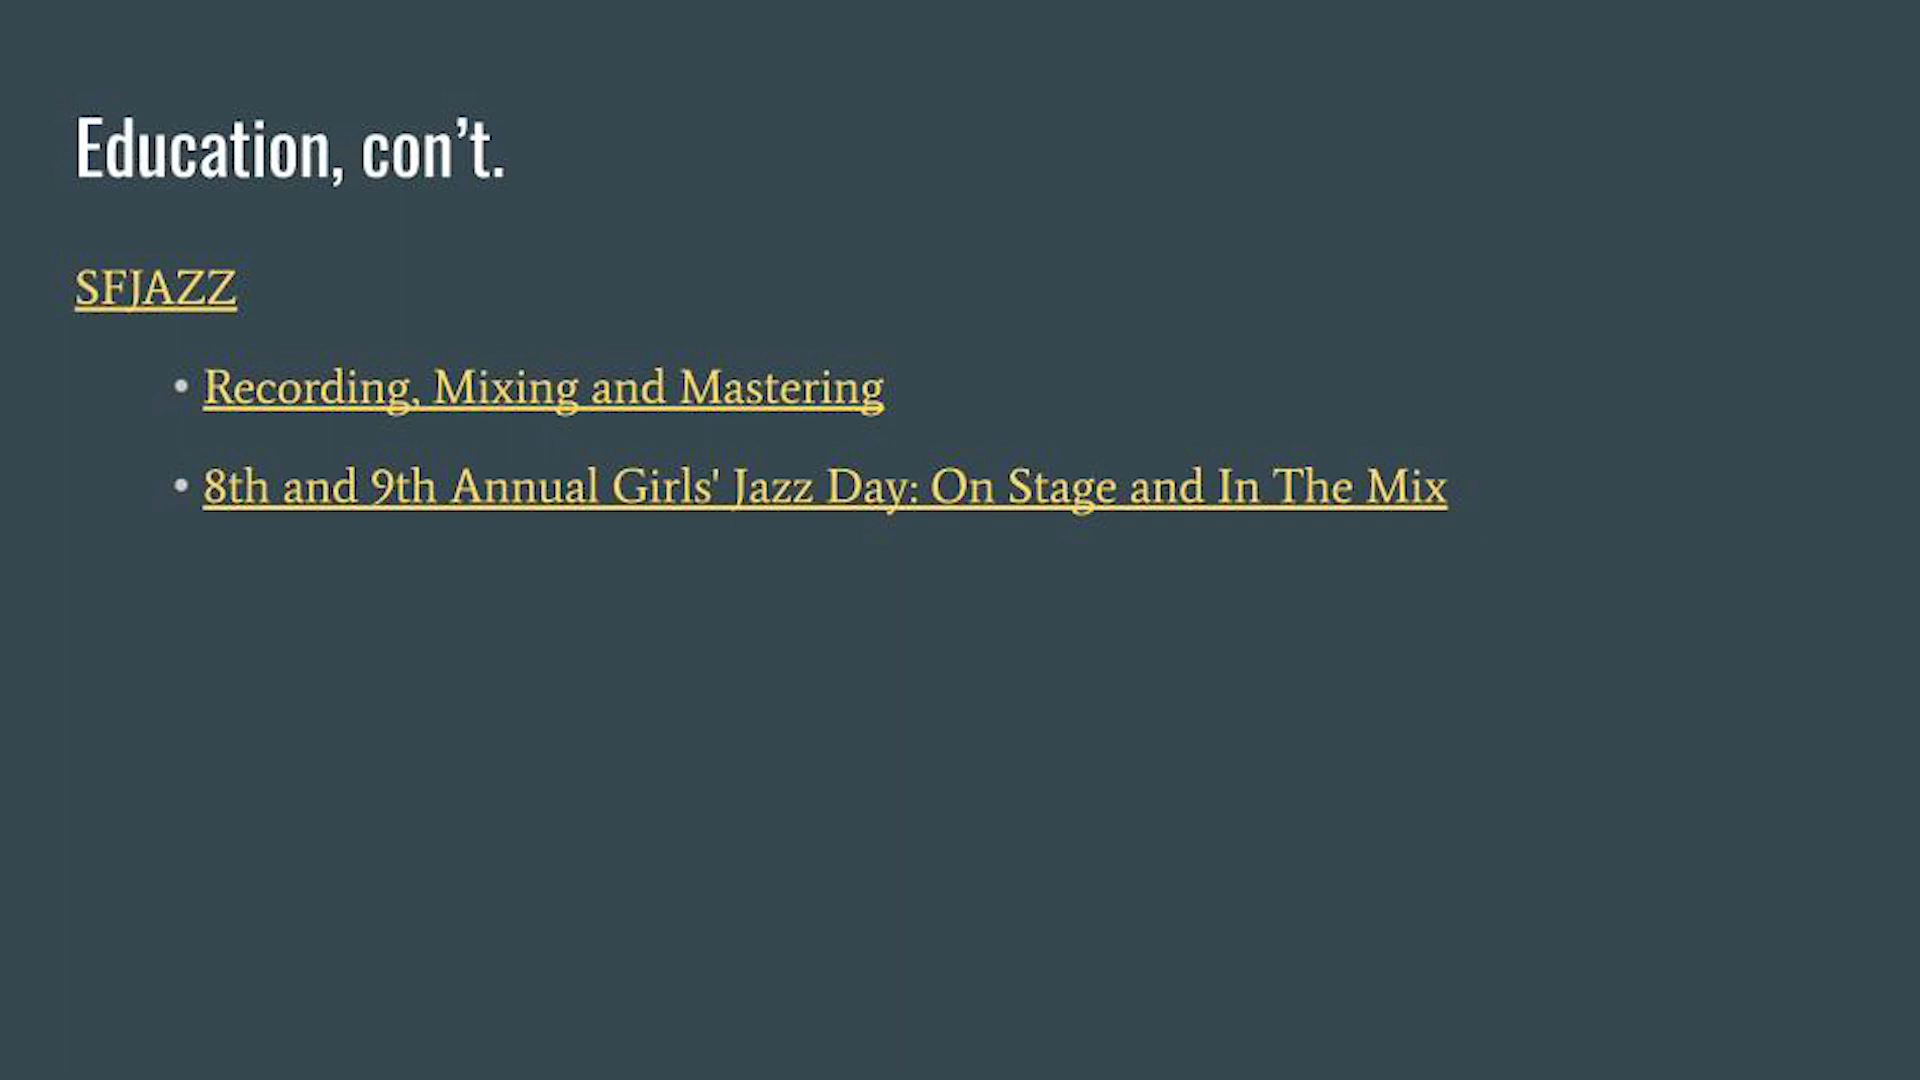 Education, con’t.
SFJAZZ
• Recording, Mixing and Mastering
• 8th and 9th Annual Girls' Jazz Day: On Stage and In The Mix